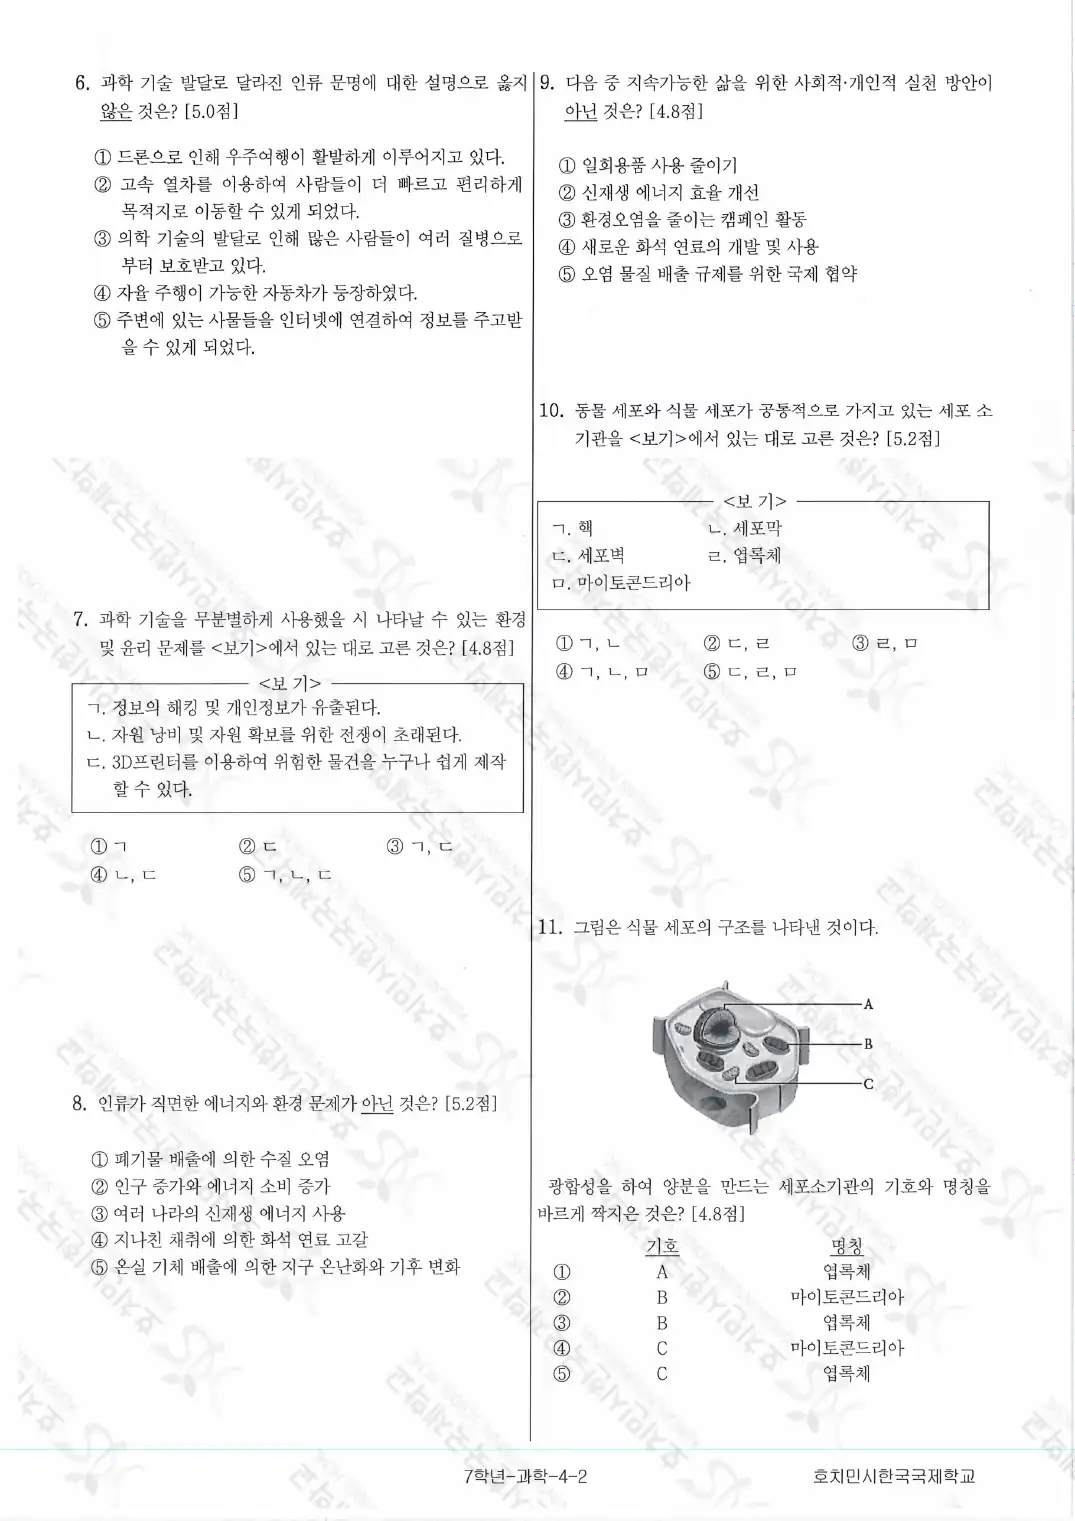 6. 과학 기술 발달로 달라진 인류 문명에 대한 설명으로 옳지
않은 것은? [5.0점]
① 드론으로 인해 우주여행이 활발하게 이루어지고 있다.
② 고속 열차를 이용하여 사람들이 더 빠르고 편리하게
목적지로 이동할 수 있게 되었다.
③ 의학 기술의 발달로 인해 많은 사람들이 여러 질병으로
부터 보호받고 있다.
④ 자율 주행이 가능한 자동차가 등장하였다.
⑤ 주변에 있는 사물들을 인터넷에 연결하여 정보를 주고받
을 수 있게 되었다.
7. 과학 기술을 무분별하게 사용했을 시 나타날 수 있는 환경
및 윤리 문제를 <보기>에서 있는 대로 고른 것은? [4.8점]
<보 기>
ㄱ. 정보의 해킹 및 개인정보가 유출된다.
ㄴ. 자원 낭비 및 자원 확보를 위한 전쟁이 초래된다.
ㄷ. 3D프린터를 이용하여 위험한 물건을 누구나 쉽게 제작
할 수 있다.
① ㄱ ② ㄷ ③ ㄱ, ㄷ
④ ㄴ, ㄷ ⑤ ㄱ, ㄴ, ㄷ
8. 인류가 직면한 에너지와 환경 문제가 아닌 것은? [5.2점]
① 폐기물 배출에 의한 수질 오염
② 인구 증가와 에너지 소비 증가
③ 여러 나라의 신재생 에너지 사용
④ 지나친 채취에 의한 화석 연료 고갈
⑤ 온실 기체 배출에 의한 지구 온난화와 기후 변화
9. 다음 중 지속가능한 삶을 위한 사회적·개인적 실천 방안이
아닌 것은? [4.8점]
① 일회용품 사용 줄이기
② 신재생 에너지 효율 개선
③ 환경오염을 줄이는 캠페인 활동
④ 새로운 화석 연료의 개발 및 사용
⑤ 오염 물질 배출 규제를 위한 국제 협약
10. 동물 세포와 식물 세포가 공통적으로 가지고 있는 세포 소
기관을 <보기>에서 있는 대로 고른 것은? [5.2점]
<보 기>
ㄱ. 핵 ㄴ. 세포막
ㄷ. 세포벽 ㄹ. 엽록체
ㅁ. 마이토콘드리아
① ㄱ, ㄴ ② ㄷ, ㄹ ③ ㄹ, ㅁ
④ ㄱ, ㄴ, ㅁ ⑤ ㄷ, ㄹ, ㅁ
11. 그림은 식물 세포의 구조를 나타낸 것이다.
A
B
C
광합성을 하여 양분을 만드는 세포소기관의 기호와 명칭을
바르게 짝지은 것은? [4.8점]
기호 명칭
① A 엽록체
② B 마이토콘드리아
③ B 엽록체
④ C 마이토콘드리아
⑤ C 엽록체
7학년-과학-4-2
호치민시한국국제학교